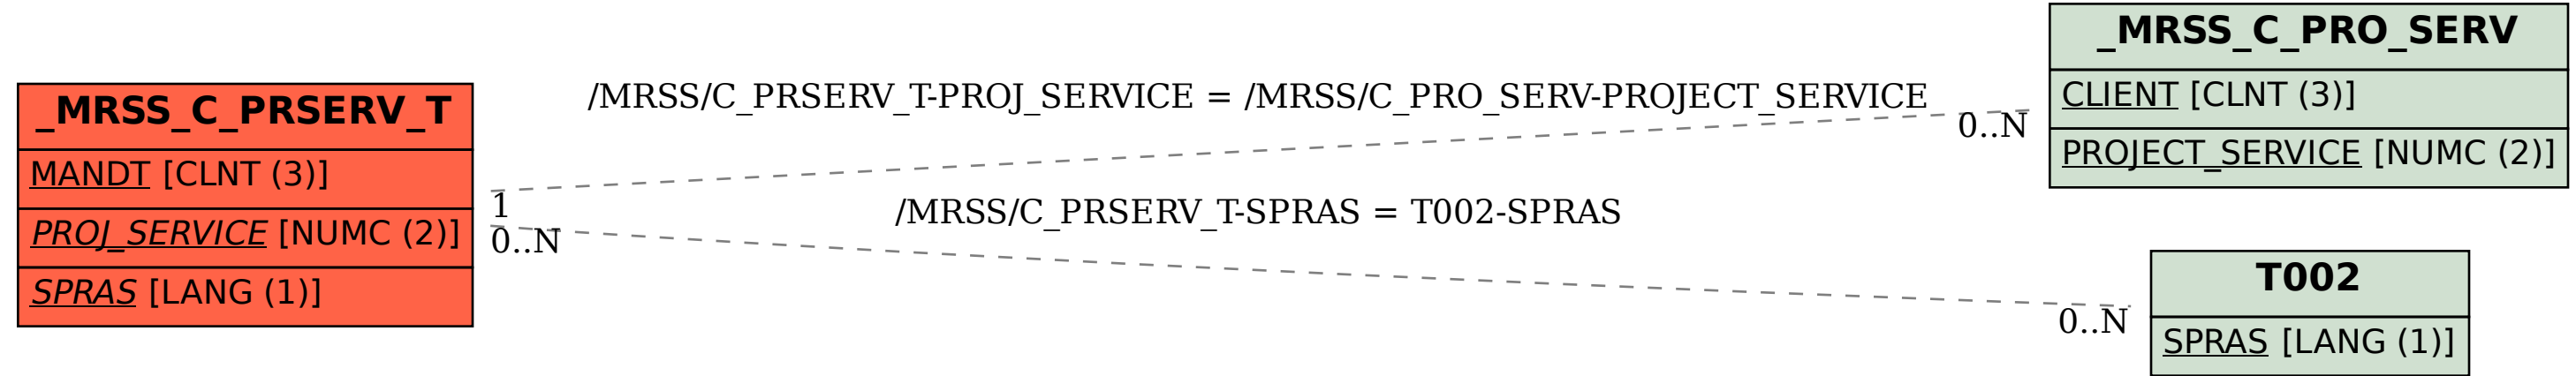 _MRSS_C_PRSERV_T
MANDT [CLNT (3)]
PROJ_SERVICE [NUMC (2)]
SPRAS [LANG (1)]
/MRSS/C_PRSERV_T-PROJ_SERVICE = /MRSS/C_PRO_SERV-PROJECT_SERVICE
1
0..N
/MRSS/C_PRSERV_T-SPRAS = T002-SPRAS
0..N
0..N
_MRSS_C_PRO_SERV
CLIENT [CLNT (3)]
PROJECT_SERVICE [NUMC (2)]
T002
SPRAS [LANG (1)]